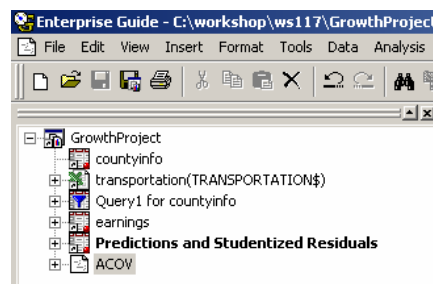 Enterprise Guide - C:\workshop\ws117\GrowthProject
File Edit View Insert Format Tools Data Analysis
GrowthProject
countyinfo
transportation(TRANSPORTATION$)
Query1 for countyinfo
earnings
Predictions and Studentized Residuals
ACOV